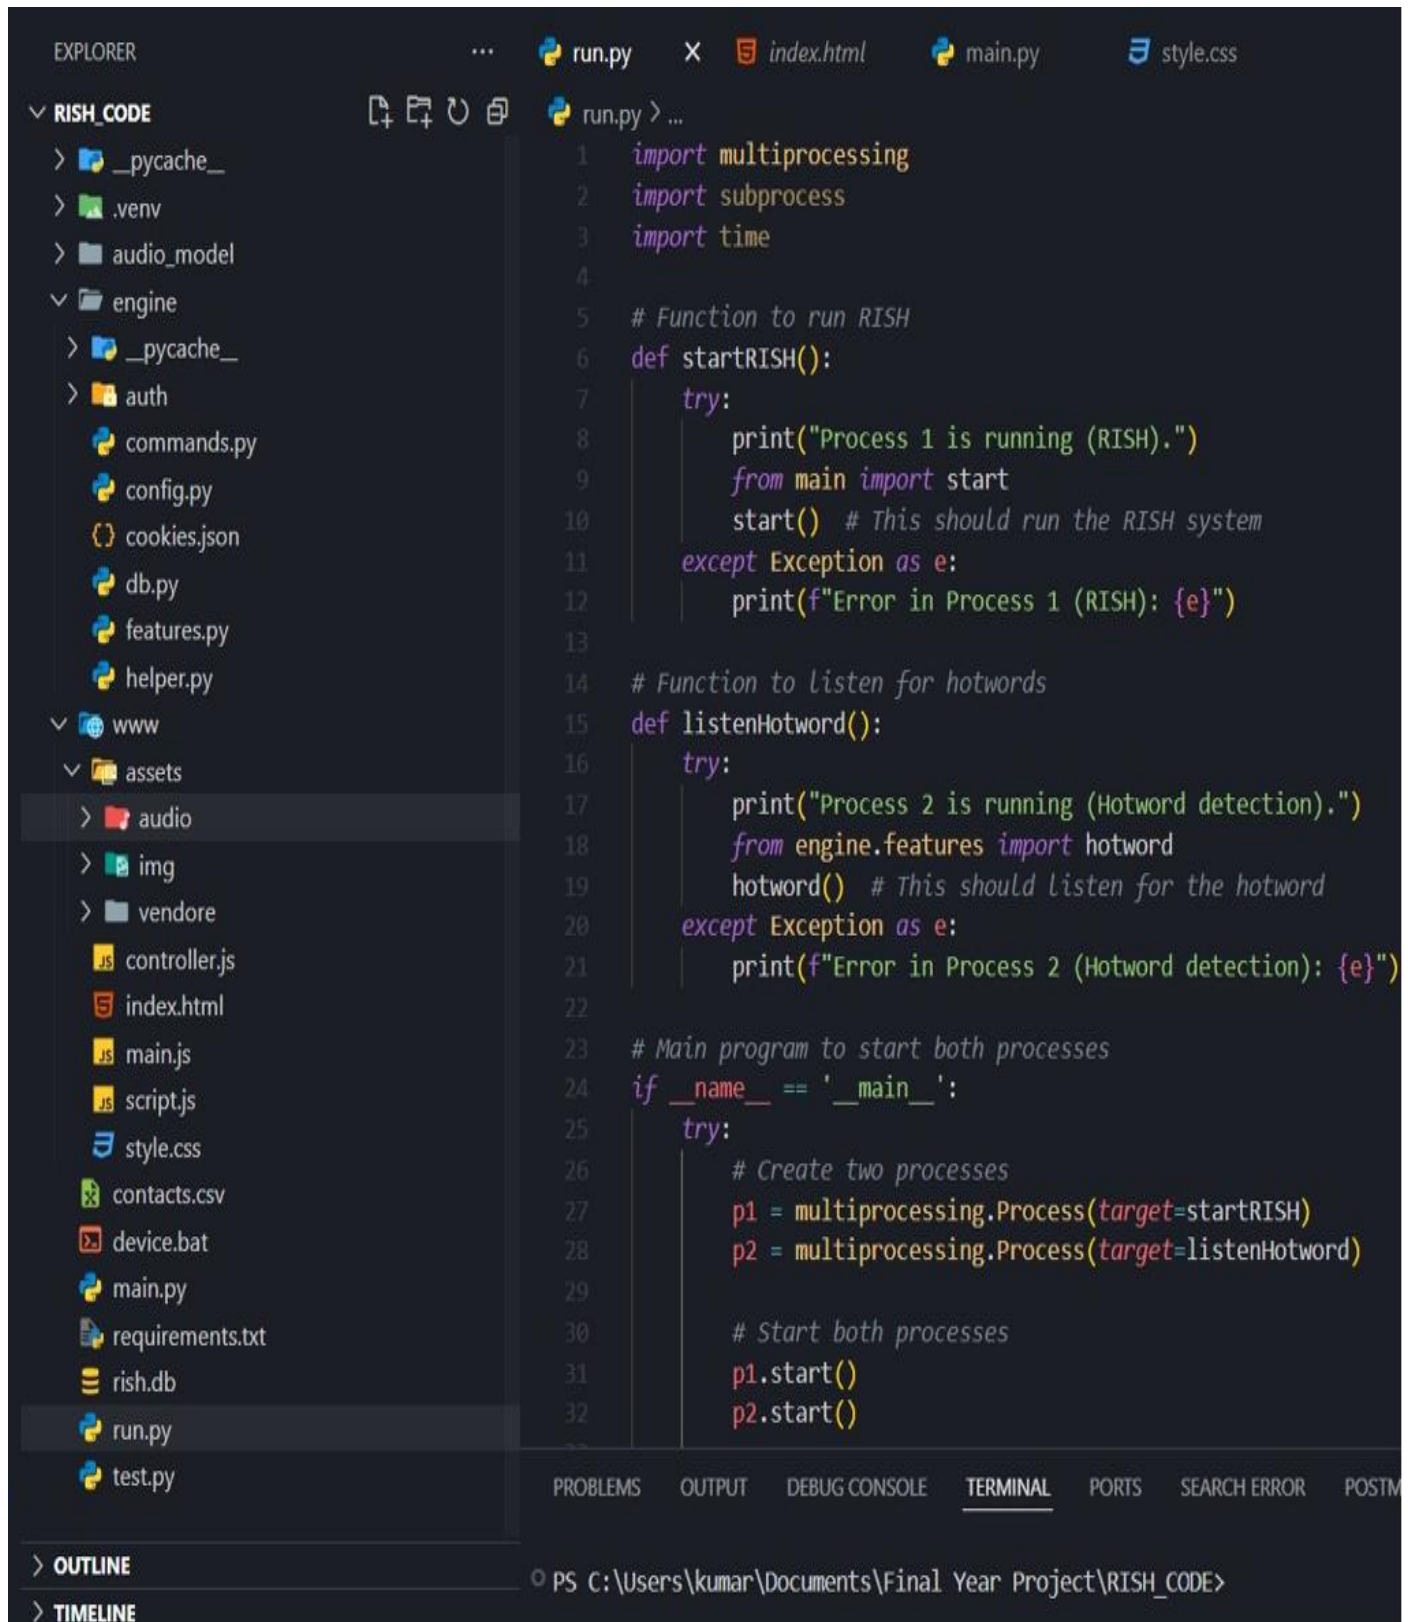 EXPLORER ...
RISH_CODE
__pycache__
.venv
audio_model
engine
__pycache__
auth
commands.py
config.py
cookies.json
db.py
features.py
helper.py
www
assets
audio
img
vendore
controller.js
index.html
main.js
script.js
style.css
contacts.csv
device.bat
main.py
requirements.txt
rish.db
run.py
test.py
OUTLINE
TIMELINE
run.py X index.html main.py style.css
run.py > ...
1 import multiprocessing
2 import subprocess
3 import time
4
5 # Function to run RISH
6 def startRISH():
7 try:
8 print("Process 1 is running (RISH).")
9 from main import start
10 start() # This should run the RISH system
11 except Exception as e:
12 print(f"Error in Process 1 (RISH): {e}")
13
14 # Function to listen for hotwords
15 def listenHotword():
16 try:
17 print("Process 2 is running (Hotword detection).")
18 from engine.features import hotword
19 hotword() # This should listen for the hotword
20 except Exception as e:
21 print(f"Error in Process 2 (Hotword detection): {e}")
22
23 # Main program to start both processes
24 if __name__ == '__main__':
25 try:
26 # Create two processes
27 p1 = multiprocessing.Process(target=startRISH)
28 p2 = multiprocessing.Process(target=listenHotword)
29
30 # Start both processes
31 p1.start()
32 p2.start()
PROBLEMS OUTPUT DEBUG CONSOLE TERMINAL PORTS SEARCH ERROR POSTM
PS C:\Users\kumar\Documents\Final Year Project\RISH_CODE>